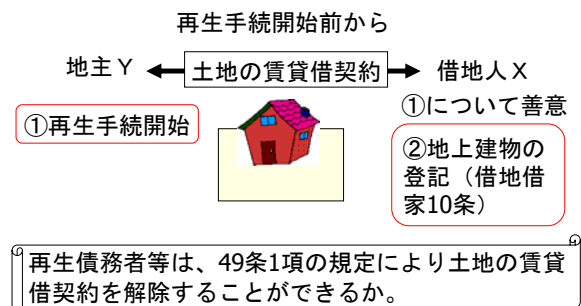 再生手続開始前から
地主Y
土地の賃貸借契約
借地人X
①について善意
①再生手続開始
②地上建物の
登記（借地借
家10条）
再生債務者等は、49条1項の規定により土地の賃貸
借契約を解除することができるか。